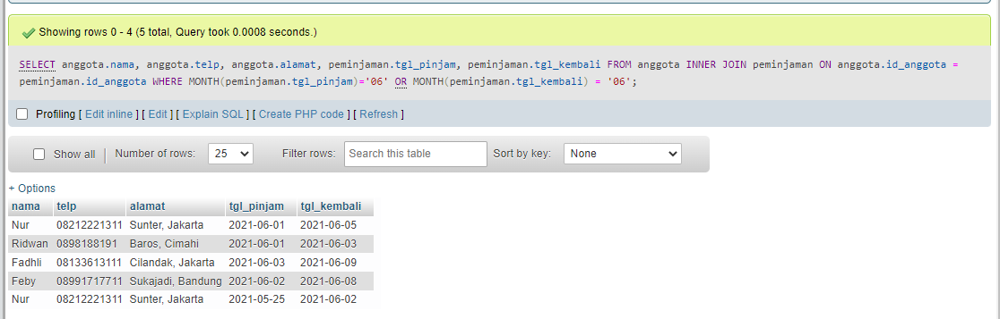 Showing rows 0 - 4 (5 total, Query took 0.0008 seconds.)
SELECT anggota.nama, anggota.telp, anggota.alamat, peminjaman.tgl_pinjam, peminjaman.tgl_kembali FROM anggota INNER JOIN peminjaman ON anggota.id_anggota =
peminjaman.id_anggota WHERE MONTH(peminjaman.tgl_pinjam)='06' OR MONTH(peminjaman.tgl_kembali) = '06';
Profiling [ Edit inline ] [ Edit ] [ Explain SQL ] [ Create PHP code ] [ Refresh ]
Show all Number of rows: 25 Filter rows: Search this table Sort by key: None
+ Options
nama telp alamat tgl_pinjam tgl_kembali
Nur 08212221311 Sunter, Jakarta 2021-06-01 2021-06-05
Ridwan 0898188191 Baros, Cimahi 2021-06-01 2021-06-03
Fadhli 08133613111 Cilandak, Jakarta 2021-06-03 2021-06-09
Feby 08991717711 Sukajadi, Bandung 2021-06-02 2021-06-08
Nur 08212221311 Sunter, Jakarta 2021-05-25 2021-06-02